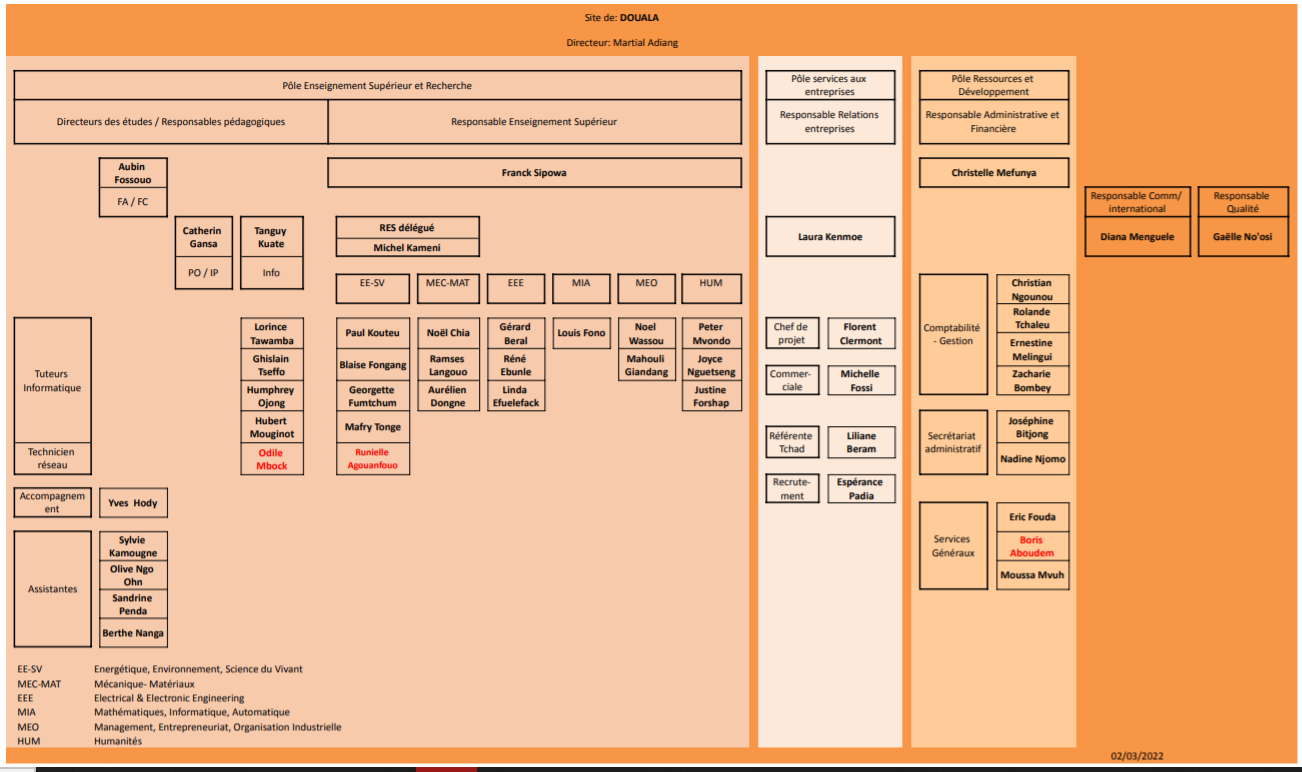 Site de: DOUALA
Directeur: Martial Adiang
Pôle Enseignement Supérieur et Recherche
Directeurs des études / Responsables pédagogiques
Responsable Enseignement Supérieur
Aubin
Fossouo
FA / FC
Franck Sipowa
Catherin
Gansa
PO / IP
Tanguy
Kuate
Info
RES délégué
Michel Kameni
EE-SV
MEC-MAT
EEE
MIA
MEO
HUM
Tuteurs
Informatique
Technicien
réseau
Lorince
Tawamba
Ghislain
Tseffo
Humphrey
Ojong
Hubert
Mouginot
Odile
Mbock
Paul Kouteu
Blaise Fongang
Georgette
Fumtchum
Mafry Tonge
Runielle
Agouanfouo
Noël Chia
Ramses
Langouo
Aurélien
Dongne
Gérard
Beral
Réné
Ebunle
Linda
Efuelefack
Louis Fono
Noel
Wassou
Mahouli
Giandang
Peter
Mvondo
Joyce
Nguetseng
Justine
Forshap
Accompagnem
ent
Yves Hody
Assistantes
Sylvie
Kamougne
Olive Ngo
Ohn
Sandrine
Penda
Berthe Nanga
EE-SV Energétique, Environnement, Science du Vivant
MEC-MAT Mécanique- Matériaux
EEE Electrical & Electronic Engineering
MIA Mathématiques, Informatique, Automatique
MEO Management, Entrepreneuriat, Organisation Industrielle
HUM Humanités
Pôle services aux
entreprises
Responsable Relations
entreprises
Laura Kenmoe
Chef de
projet
Florent
Clermont
Commer-
ciale
Michelle
Fossi
Référente
Tchad
Liliane
Beram
Recrute-
ment
Espérance
Padia
Pôle Ressources et
Développement
Responsable Administrative et
Financière
Christelle Mefunya
Comptabilité
- Gestion
Christian
Ngounou
Rolande
Tchaleu
Ernestine
Melingui
Zacharie
Bombey
Secrétariat
administratif
Joséphine
Bitjong
Nadine Njomo
Services
Généraux
Eric Fouda
Boris
Aboudem
Moussa Mvuh
Responsable Comm/
international
Diana Menguele
Responsable
Qualité
Gaëlle No'osi
02/03/2022